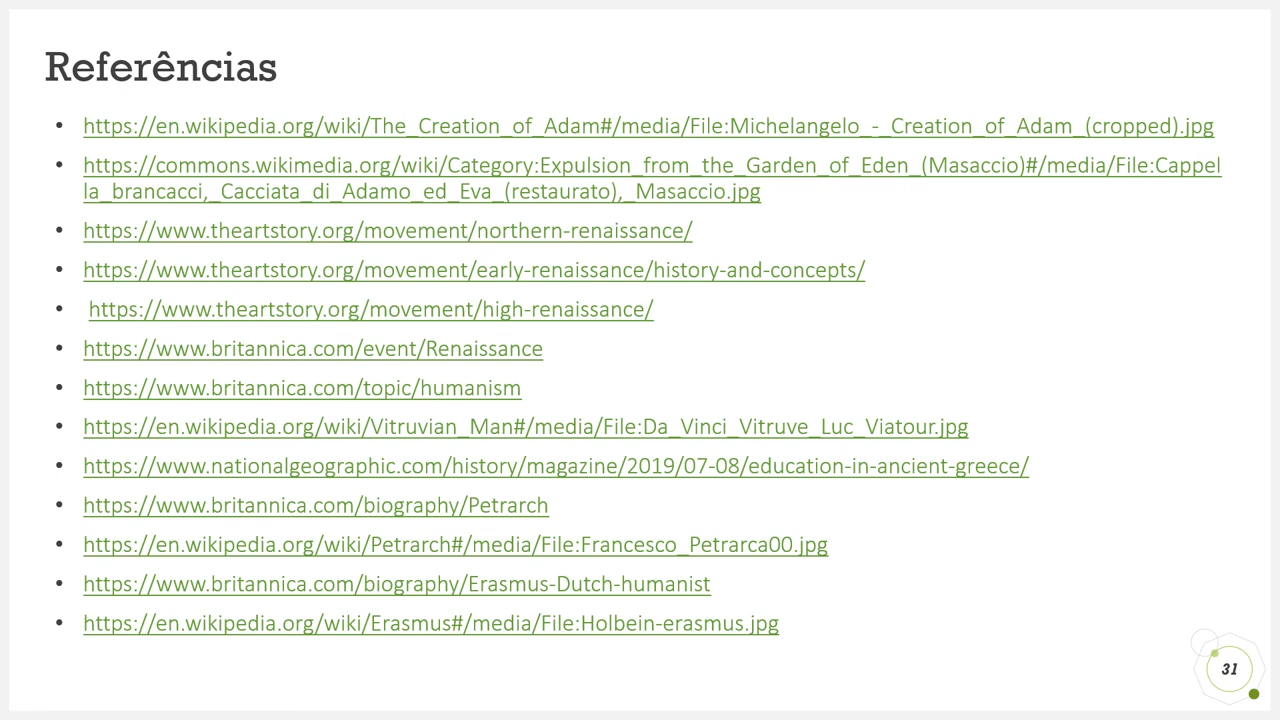 Referências
• https://en.wikipedia.org/wiki/The_Creation_of_Adam#/media/File:Michelangelo_-_Creation_of_Adam_(cropped).jpg
• https://commons.wikimedia.org/wiki/Category:Expulsion_from_the_Garden_of_Eden_(Masaccio)#/media/File:Cappel
la_brancacci,_Cacciata_di_Adamo_ed_Eva_(restaurato),_Masaccio.jpg
• https://www.theartstory.org/movement/northern-renaissance/
• https://www.theartstory.org/movement/early-renaissance/history-and-concepts/
• https://www.theartstory.org/movement/high-renaissance/
• https://www.britannica.com/event/Renaissance
• https://www.britannica.com/topic/humanism
• https://en.wikipedia.org/wiki/Vitruvian_Man#/media/File:Da_Vinci_Vitruve_Luc_Viatour.jpg
• https://www.nationalgeographic.com/history/magazine/2019/07-08/education-in-ancient-greece/
• https://www.britannica.com/biography/Petrarch
• https://en.wikipedia.org/wiki/Petrarch#/media/File:Francesco_Petrarca00.jpg
• https://www.britannica.com/biography/Erasmus-Dutch-humanist
• https://en.wikipedia.org/wiki/Erasmus#/media/File:Holbein-erasmus.jpg
31